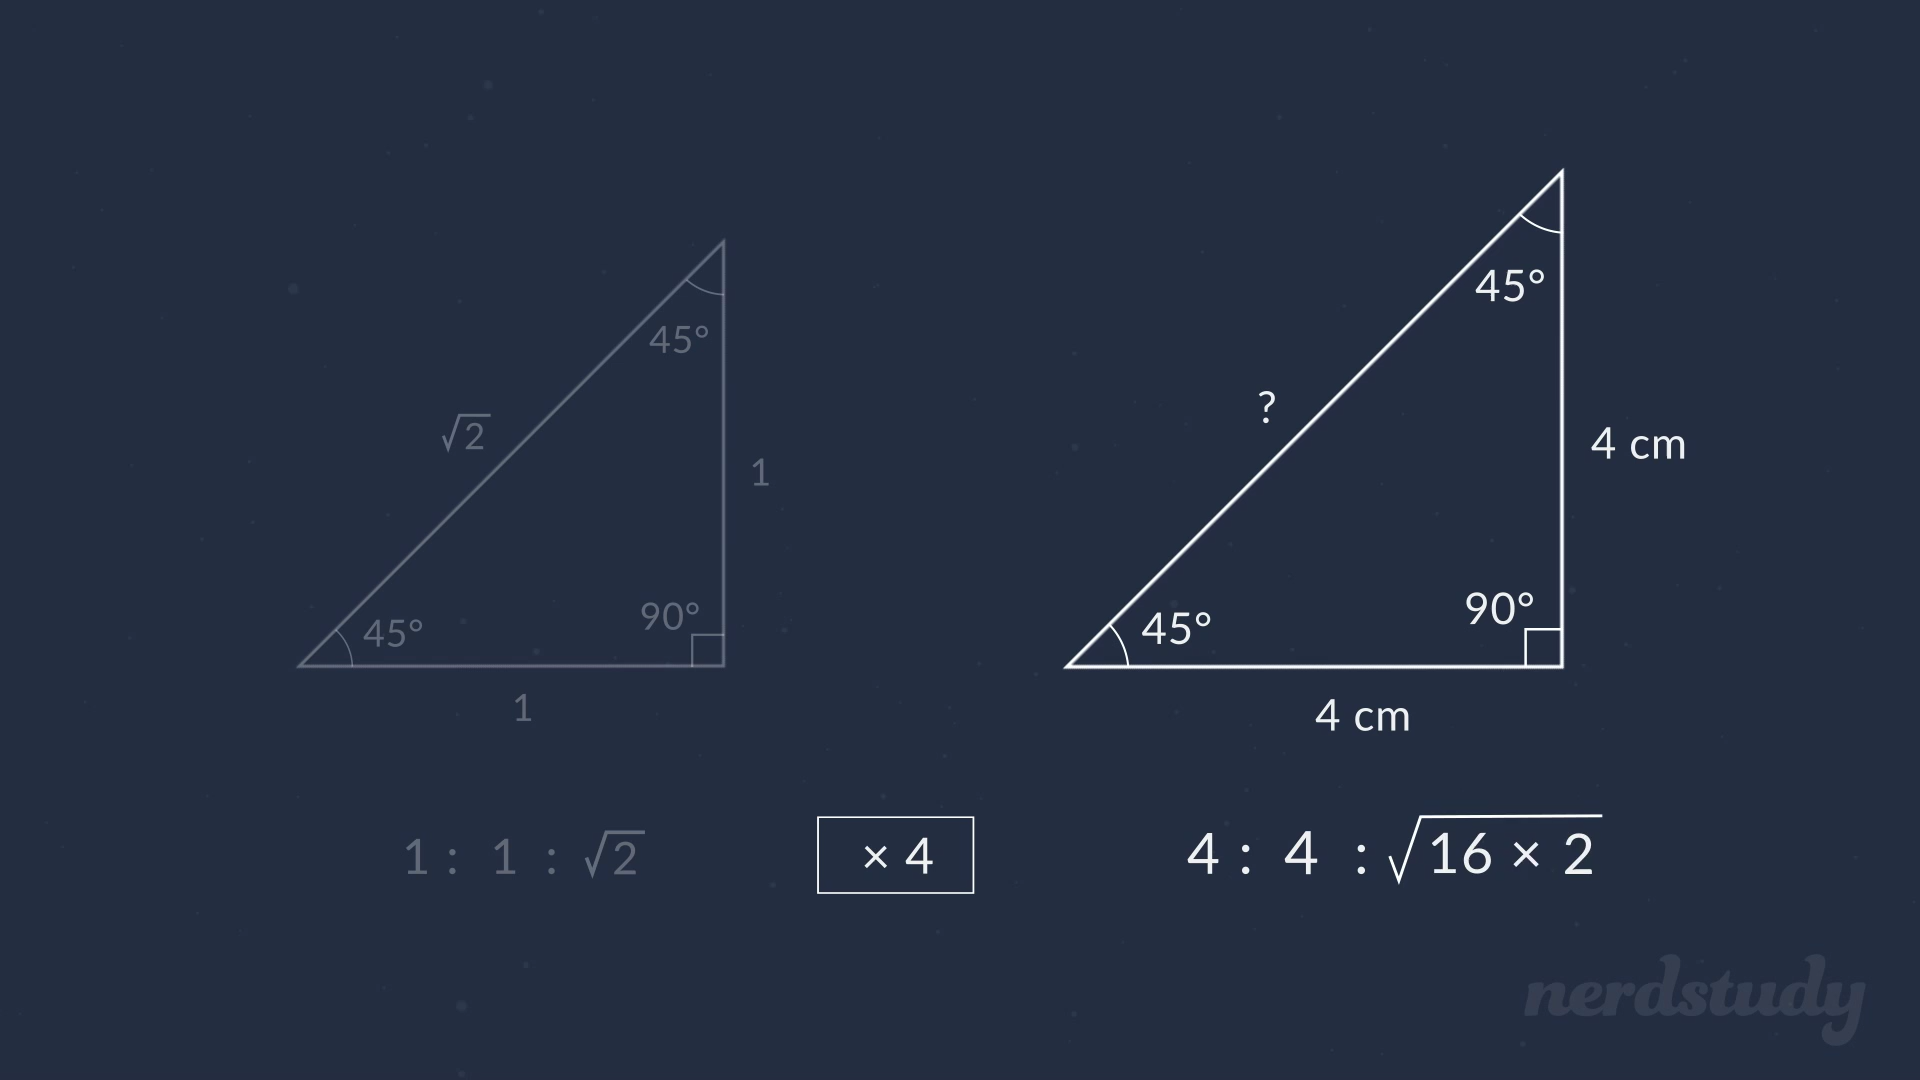 45°
45°
√2
?
1
4 cm
90°
90°
45°
45°
1
4 cm
1 : 1 : √2
× 4
4 : 4 : √16 × 2
nerdstudy